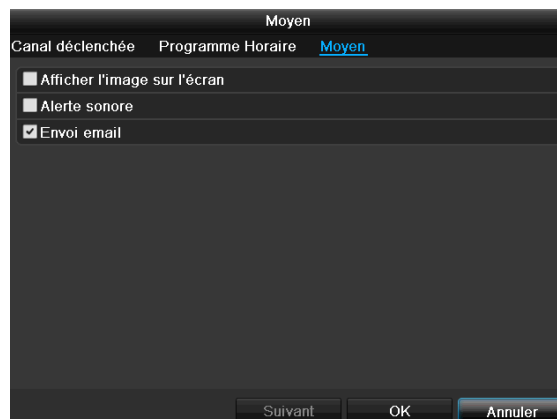 Moyen
Canal déclenchée Programme Horaire Moyen
Afficher l'image sur l'écran
Alerte sonore
Envoi email
Suivant OK Annuler